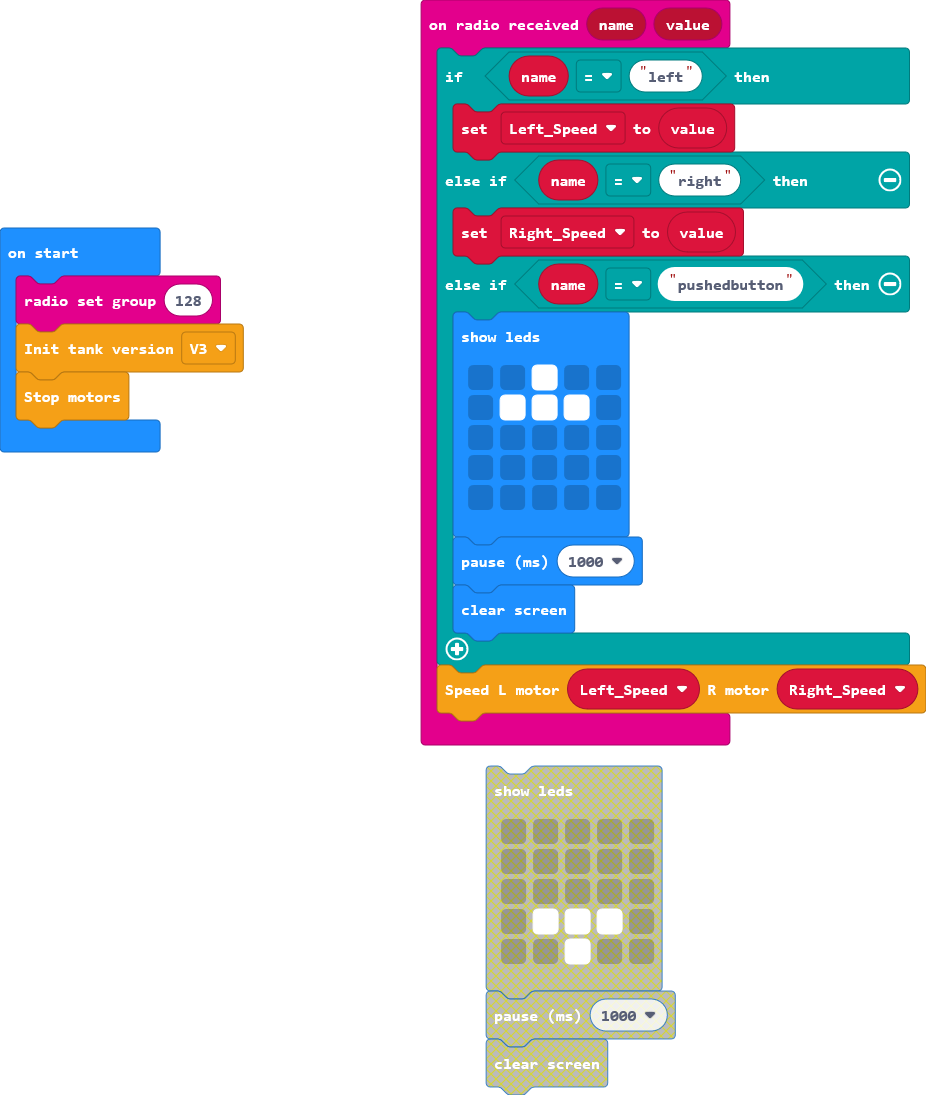 on start
radio set group 128
Init tank version V3
Stop motors
on radio received name value
if name = "left" then
set Left_Speed to value
else if name = "right" then
set Right_Speed to value
else if name = "pushedbutton" then
show leds
pause (ms) 1000
clear screen
Speed L motor Left_Speed R motor Right_Speed
show leds
pause (ms) 1000
clear screen